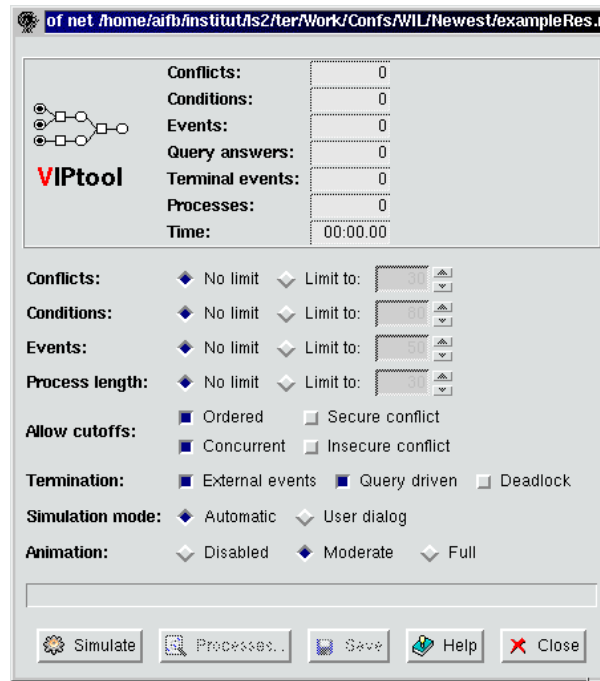 of net /home/aifb/institut/ls2/ter/Work/Confs/WIL/Newest/exampleRes.
Conflicts: 0
Conditions: 0
Events: 0
Query answers: 0
Terminal events: 0
Processes: 0
Time: 00:00.00
VIPtool
Conflicts: No limit Limit to: 30
Conditions: No limit Limit to: 60
Events: No limit Limit to: 50
Process length: No limit Limit to: 30
Allow cutoffs: Ordered Secure conflict
Concurrent Insecure conflict
Termination: External events Query driven Deadlock
Simulation mode: Automatic User dialog
Animation: Disabled Moderate Full
Simulate Processes.. Save Help Close